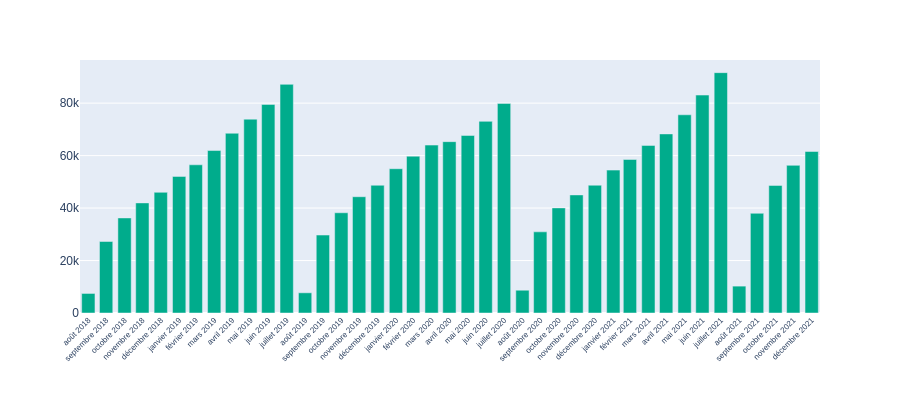 80k
60k
40k
20k
0
août 2018
septembre 2018
octobre 2018
novembre 2018
décembre 2018
janvier 2019
février 2019
mars 2019
avril 2019
mai 2019
juin 2019
juillet 2019
août 2019
septembre 2019
octobre 2019
novembre 2019
décembre 2019
janvier 2020
février 2020
mars 2020
avril 2020
mai 2020
juin 2020
juillet 2020
août 2020
septembre 2020
octobre 2020
novembre 2020
décembre 2020
janvier 2021
février 2021
mars 2021
avril 2021
mai 2021
juin 2021
juillet 2021
août 2021
septembre 2021
octobre 2021
novembre 2021
décembre 2021